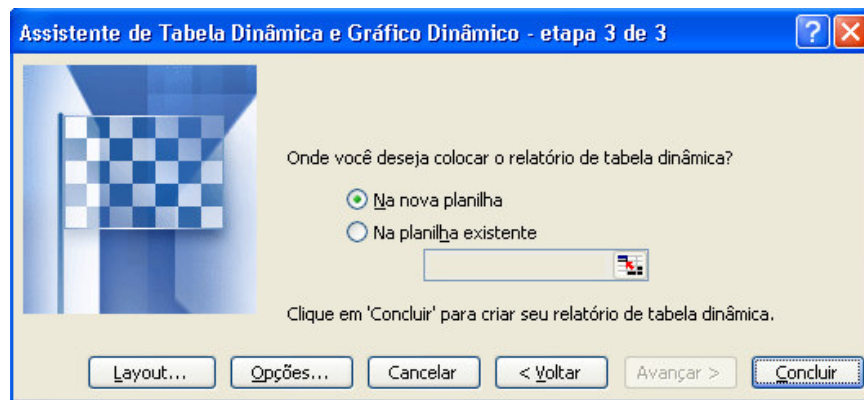 Assistente de Tabela Dinâmica e Gráfico Dinâmico - etapa 3 de 3
Onde você deseja colocar o relatório de tabela dinâmica?
Na nova planilha
Na planilha existente
Clique em 'Concluir' para criar seu relatório de tabela dinâmica.
Layout... Opções... Cancelar < Voltar Avançar > Concluir